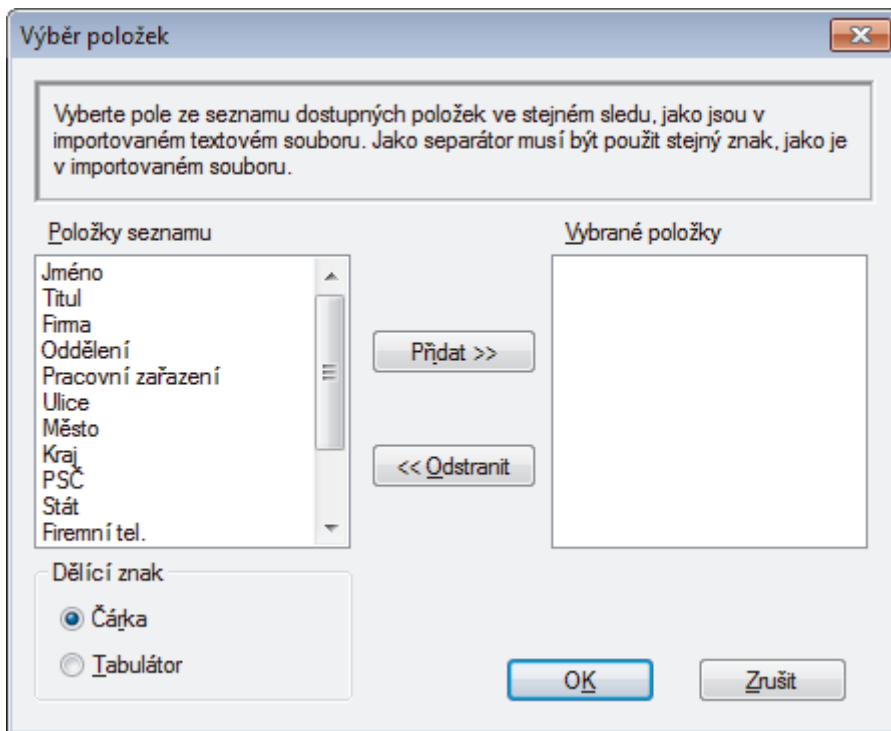 Výběr položek
Vyberte pole ze seznamu dostupných položek ve stejném sledu, jako jsou v
importovaném textovém souboru. Jako separátor musí být použit stejný znak, jako je
v importovaném souboru.
Položky seznamu
Vybrané položky
Jméno
Titul
Firma
Oddělení
Pracovní zařazení
Ulice
Město
Kraj
PSČ
Stát
Firemní tel.
Přidat >>
<< Odstranit
Dělící znak
Čárka
Tabulátor
OK
Zrušit